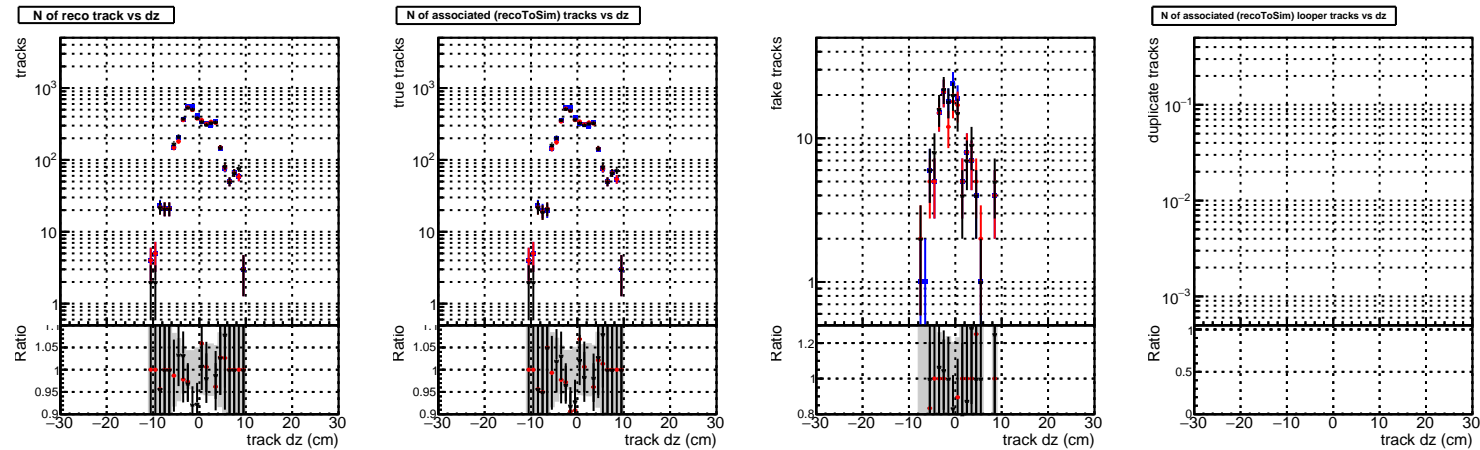 N of reco track vs dz
tracks
10³
10²
10
1
Ratio
1.1
1.05
1
0.95
0.9
−30 −20 −10 0 10 20 30
track dz (cm)
N of associated (recoToSim) tracks vs dz
true tracks
10³
10²
10
1
Ratio
1.1
1.05
1
0.95
0.9
−30 −20 −10 0 10 20 30
track dz (cm)
fake tracks
10
1
Ratio
1.2
1
0.8
−30 −20 −10 0 10 20 30
track dz (cm)
N of associated (recoToSim) looper tracks vs dz
duplicate tracks
10⁻¹
10⁻²
10⁻³
Ratio
1
0.5
0
−30 −20 −10 0 10 20 30
track dz (cm)